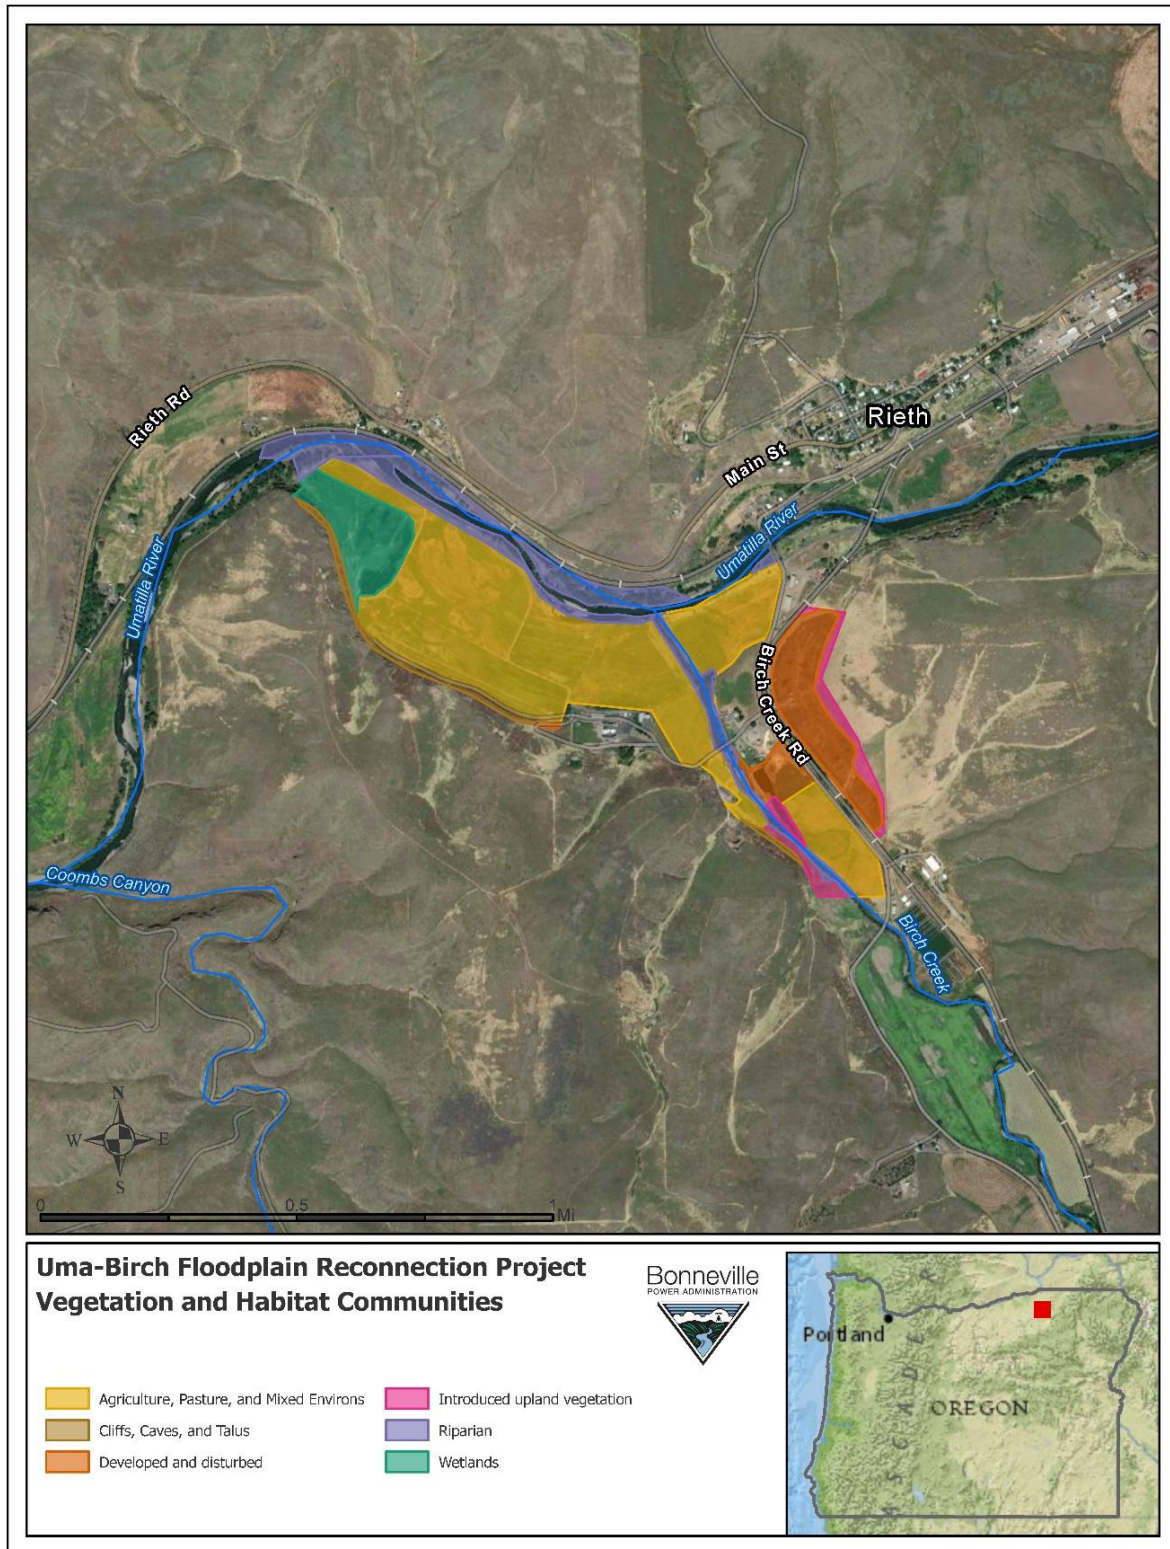 Rieth Rd
Rieth
Main St
Umatilla River
Umatilla River
Birch Creek Rd
Coombs Canyon
Birch Creek
N
W E
S
0 0.5 1
Mi
Uma-Birch Floodplain Reconnection Project
Vegetation and Habitat Communities
Bonneville
POWER ADMINISTRATION
Agriculture, Pasture, and Mixed Environs
Cliffs, Caves, and Talus
Developed and disturbed
Introduced upland vegetation
Riparian
Wetlands
Portland
OREGON